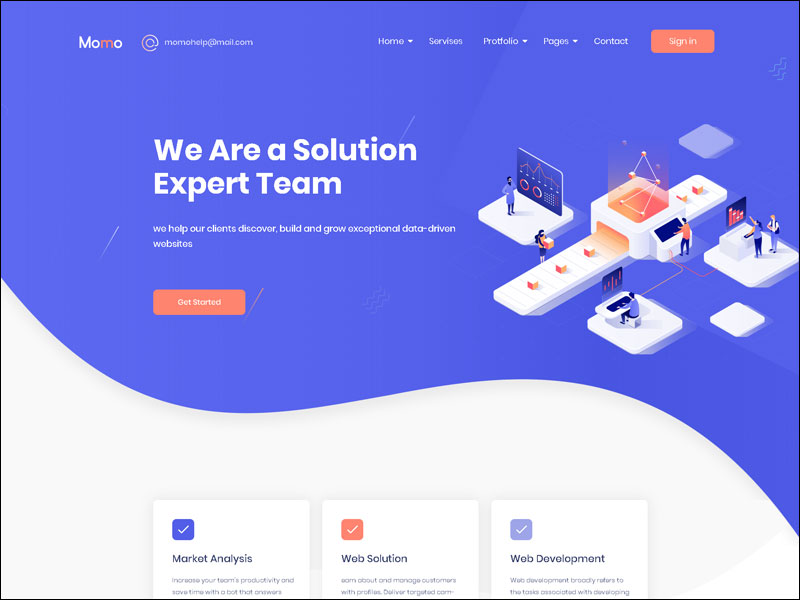 Momo
momohelp@mail.com
Home
Servises
Protfolio
Pages
Contact
Sign in
We Are a Solution
Expert Team
we help our clients discover, build and grow exceptional data-driven
websites
Get Started
Market Analysis
Increase your team's productivity and
save time with a bot that answers
Web Solution
earn about and manage customers
with profiles. Deliver targeted com-
Web Development
Web development broadly refers to
the tasks associated with developing